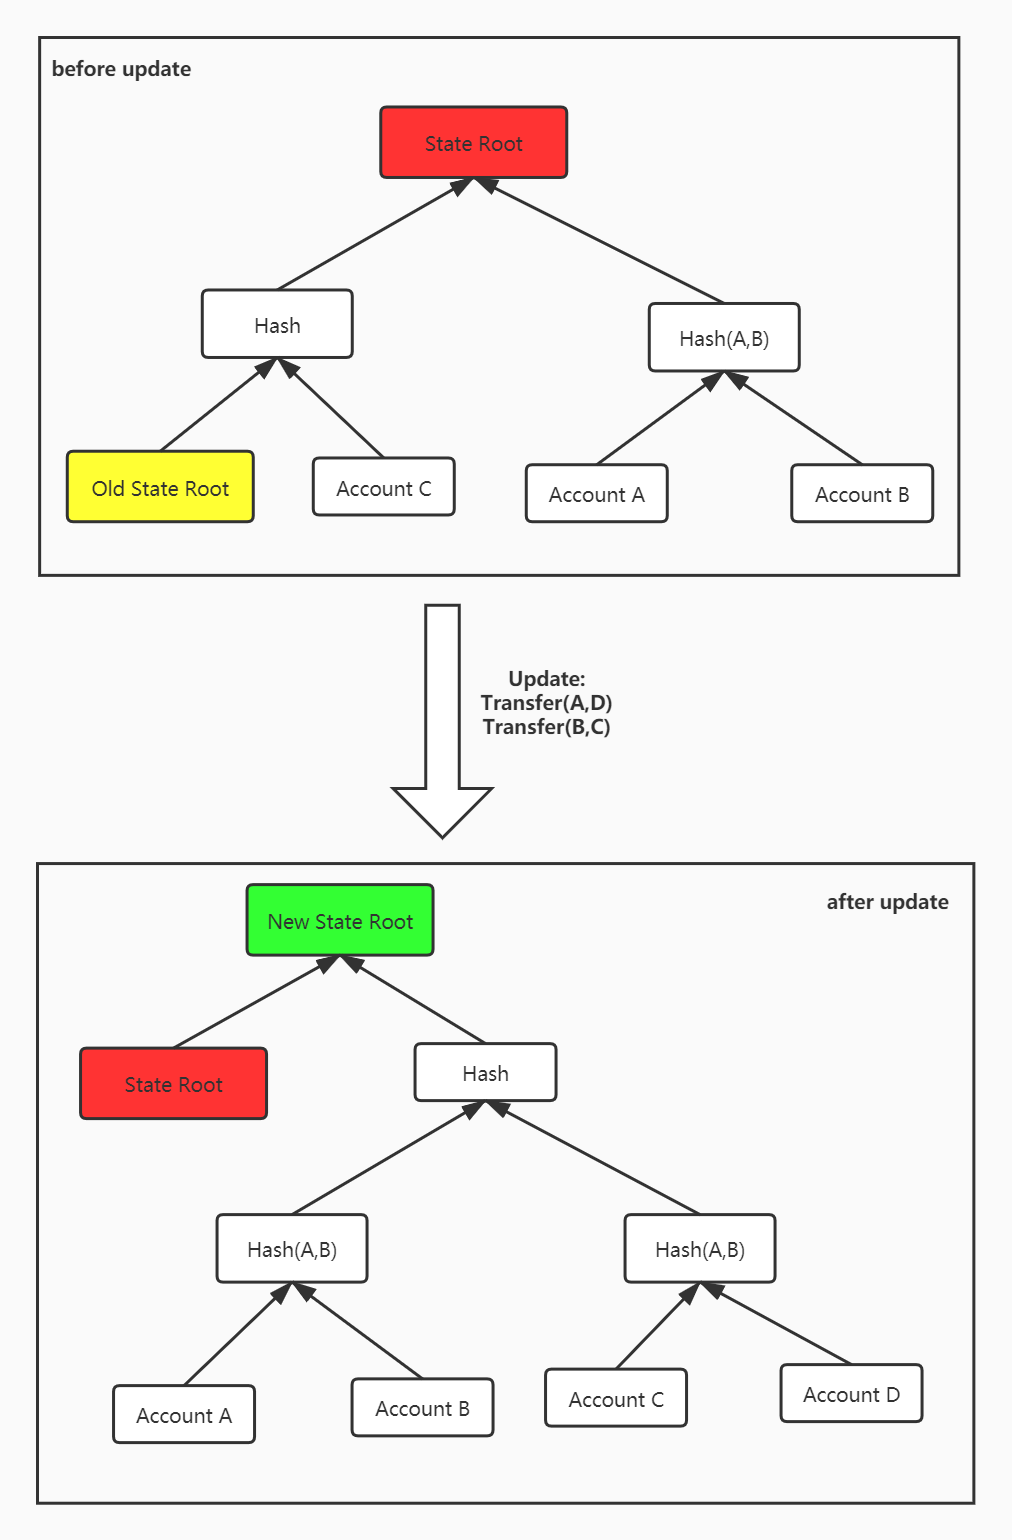 before update
State Root
Hash
Hash(A,B)
Old State Root
Account C
Account A
Account B
Update:
Transfer(A,D)
Transfer(B,C)
after update
New State Root
State Root
Hash
Hash(A,B)
Hash(A,B)
Account A
Account B
Account C
Account D